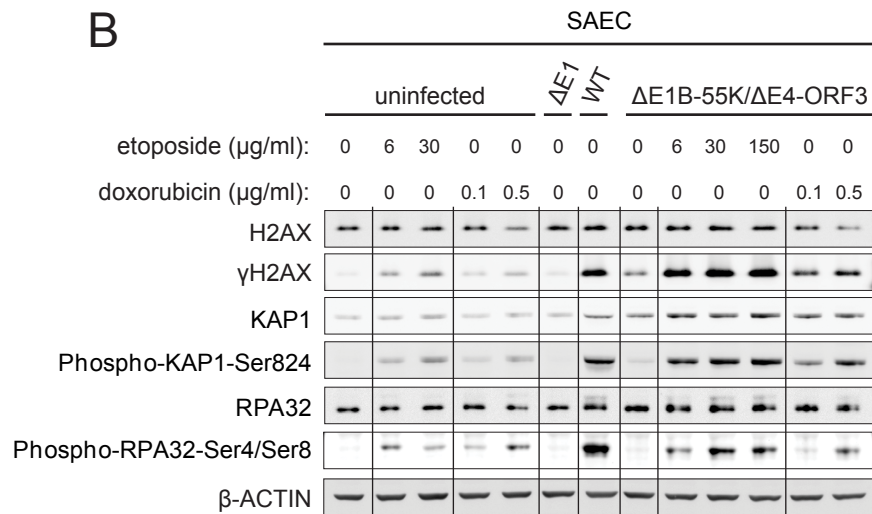 B
SAEC
uninfected ΔE1 WT ΔE1B-55K/ΔE4-ORF3
etoposide (µg/ml): 0 6 30 0 0 0 0 0 6 30 150 0 0
doxorubicin (µg/ml): 0 0 0 0.1 0.5 0 0 0 0 0 0 0.1 0.5
H2AX
γH2AX
KAP1
Phospho-KAP1-Ser824
RPA32
Phospho-RPA32-Ser4/Ser8
β-ACTIN